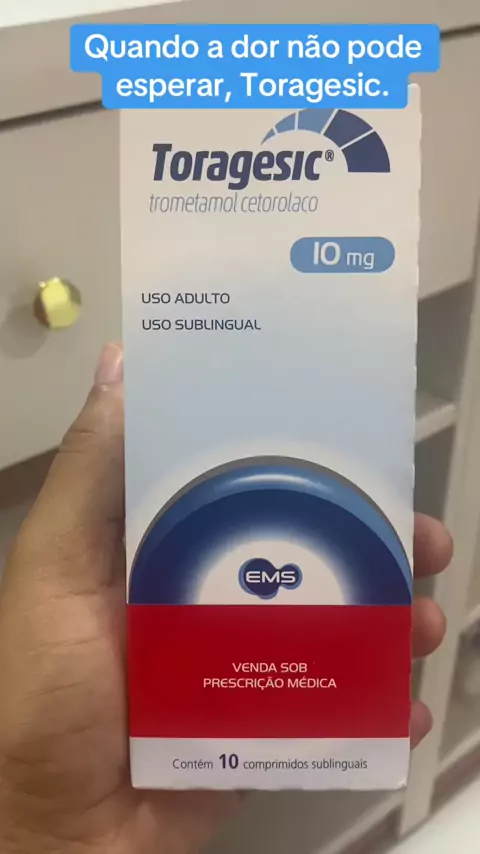 Quando a dor não pode
esperar, Toragesic.
Toragesic®
trometamol cetorolaco
10 mg
USO ADULTO
USO SUBLINGUAL
EMS
VENDA SOB
PRESCRIÇÃO MÉDICA
Contém 10 comprimidos sublinguais